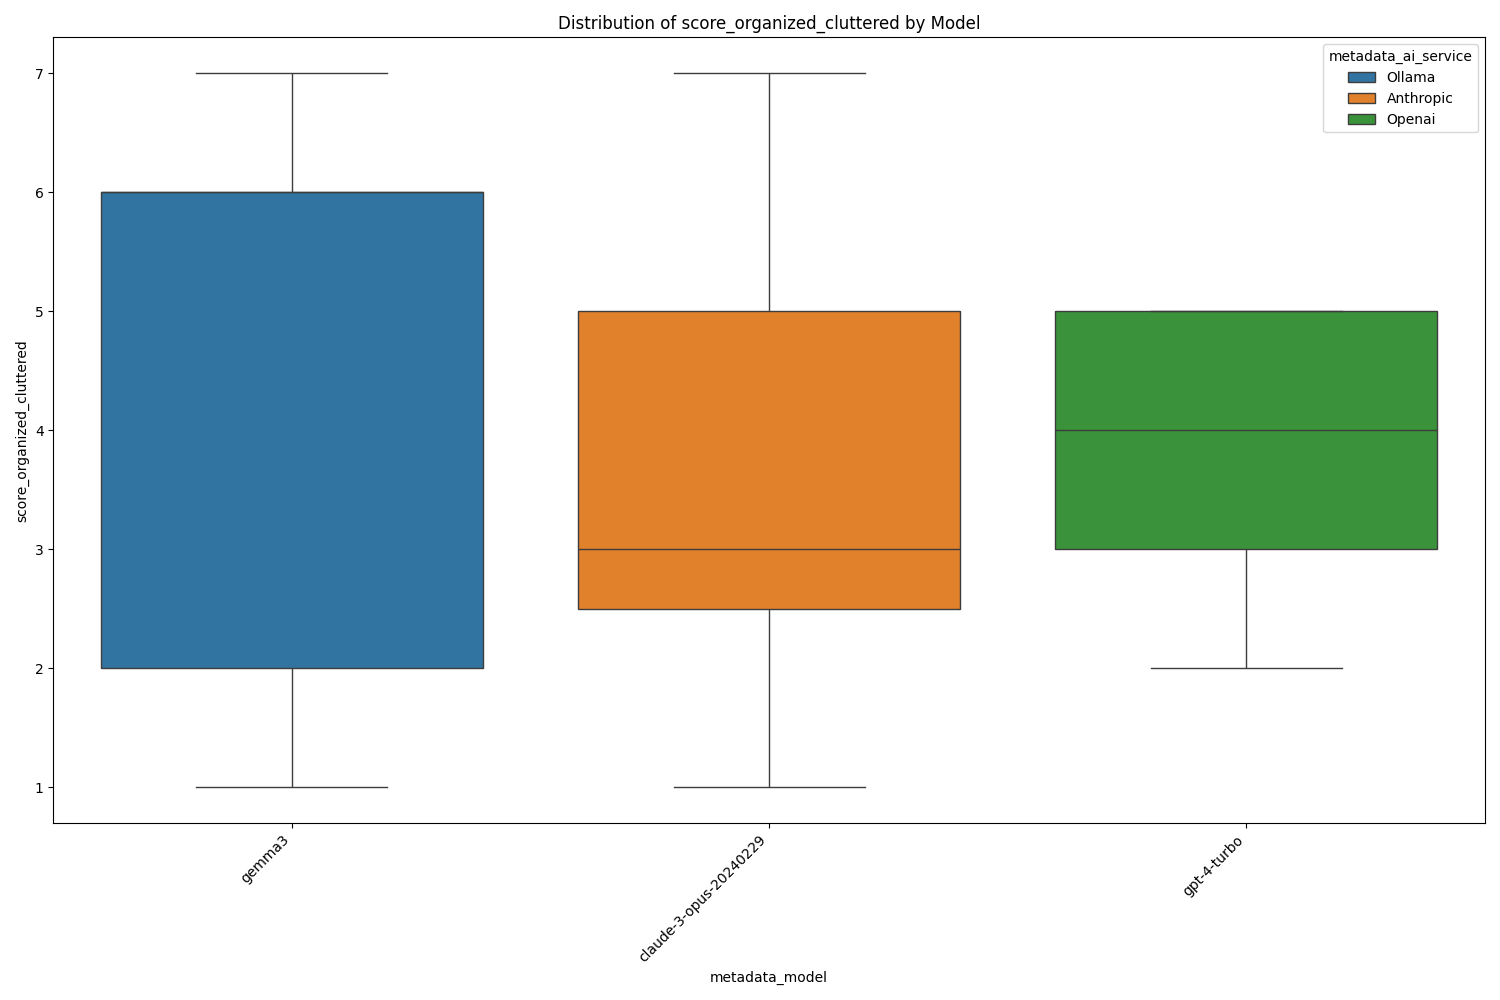 Distribution of score_organized_cluttered by Model
metadata_ai_service
Ollama
Anthropic
Openai
score_organized_cluttered
7
6
5
4
3
2
1
gemma3
claude-3-opus-20240229
gpt-4-turbo
metadata_model